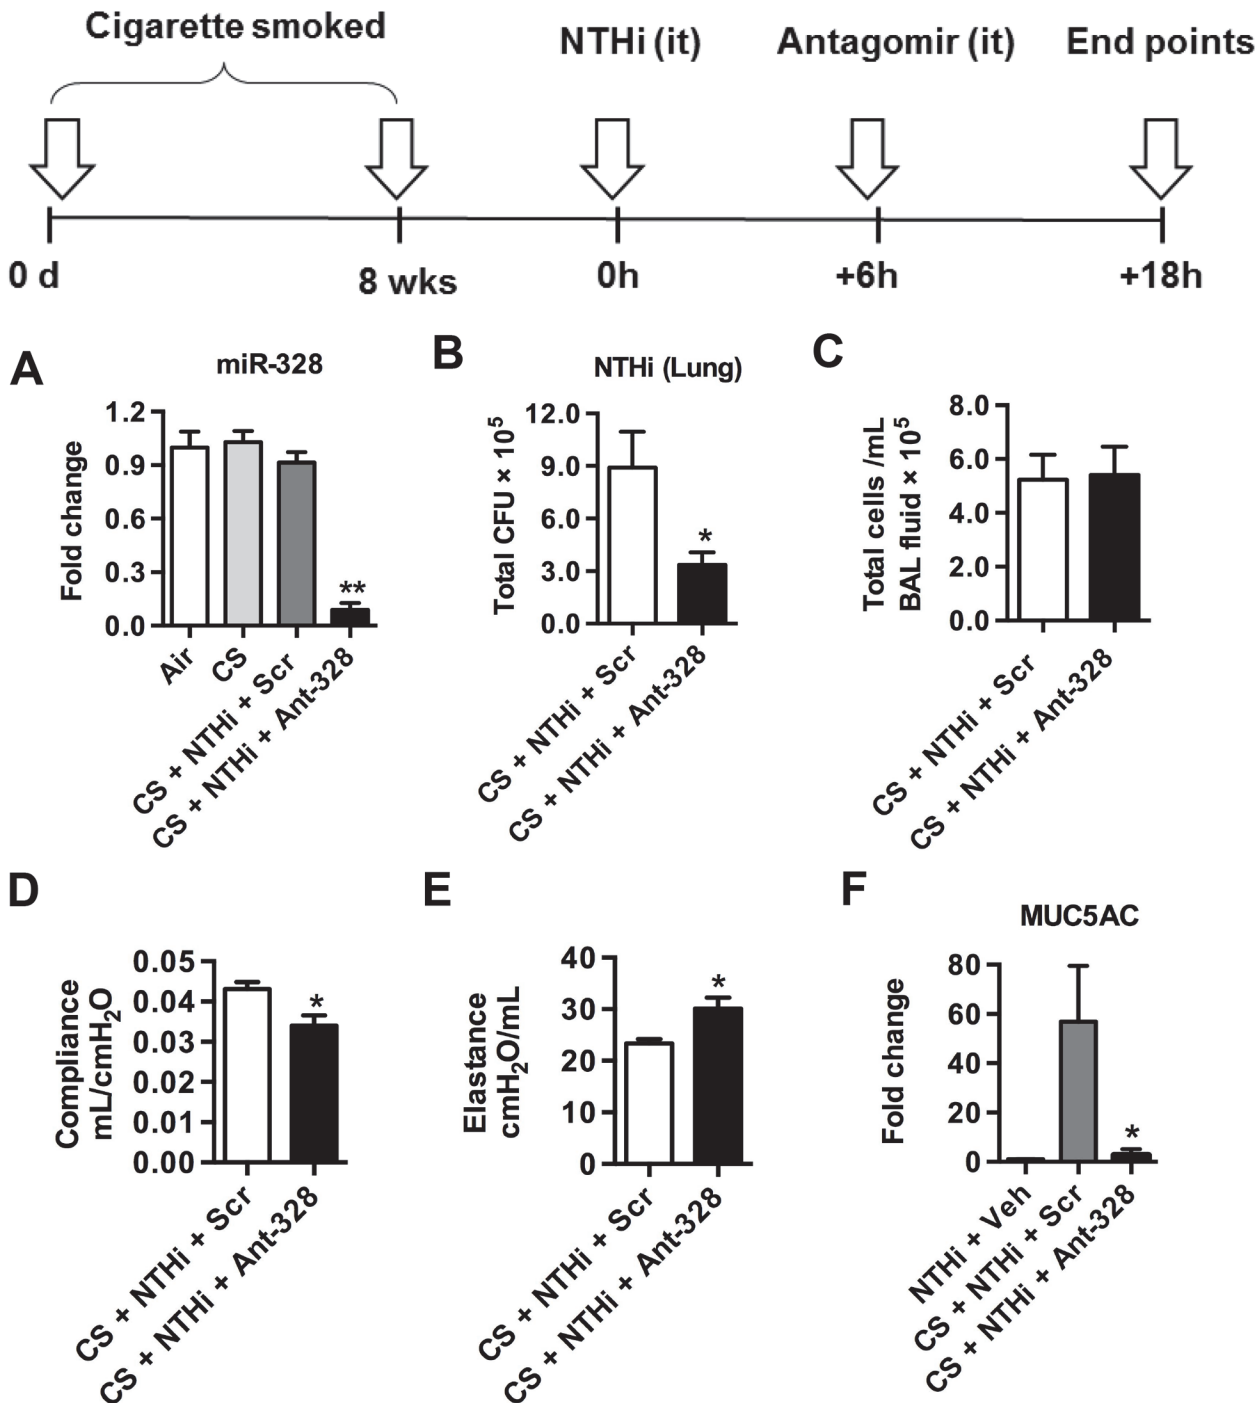 Cigarette smoked
NTHi (it)
Antagomir (it)
End points
0 d
8 wks
0h
+6h
+18h
A
miR-328
Fold change
1.2
0.9
0.6
0.3
0.0
**
Air
CS
CS + NTHi + Scr
CS + NTHi + Ant-328
B
NTHi (Lung)
Total CFU × 10⁵
12.0
9.0
6.0
3.0
0.0
*
CS + NTHi + Scr
CS + NTHi + Ant-328
C
Total cells /mL
BAL fluid × 10⁵
8.0
6.0
4.0
2.0
0.0
CS + NTHi + Scr
CS + NTHi + Ant-328
D
Compliance
mL/cmH₂O
0.05
0.04
0.03
0.02
0.01
0.00
*
CS + NTHi + Scr
CS + NTHi + Ant-328
E
Elastance
cmH₂O/mL
40
30
20
10
0
*
CS + NTHi + Scr
CS + NTHi + Ant-328
F
MUC5AC
Fold change
80
60
40
20
0
*
NTHi + Veh
CS + NTHi + Scr
CS + NTHi + Ant-328